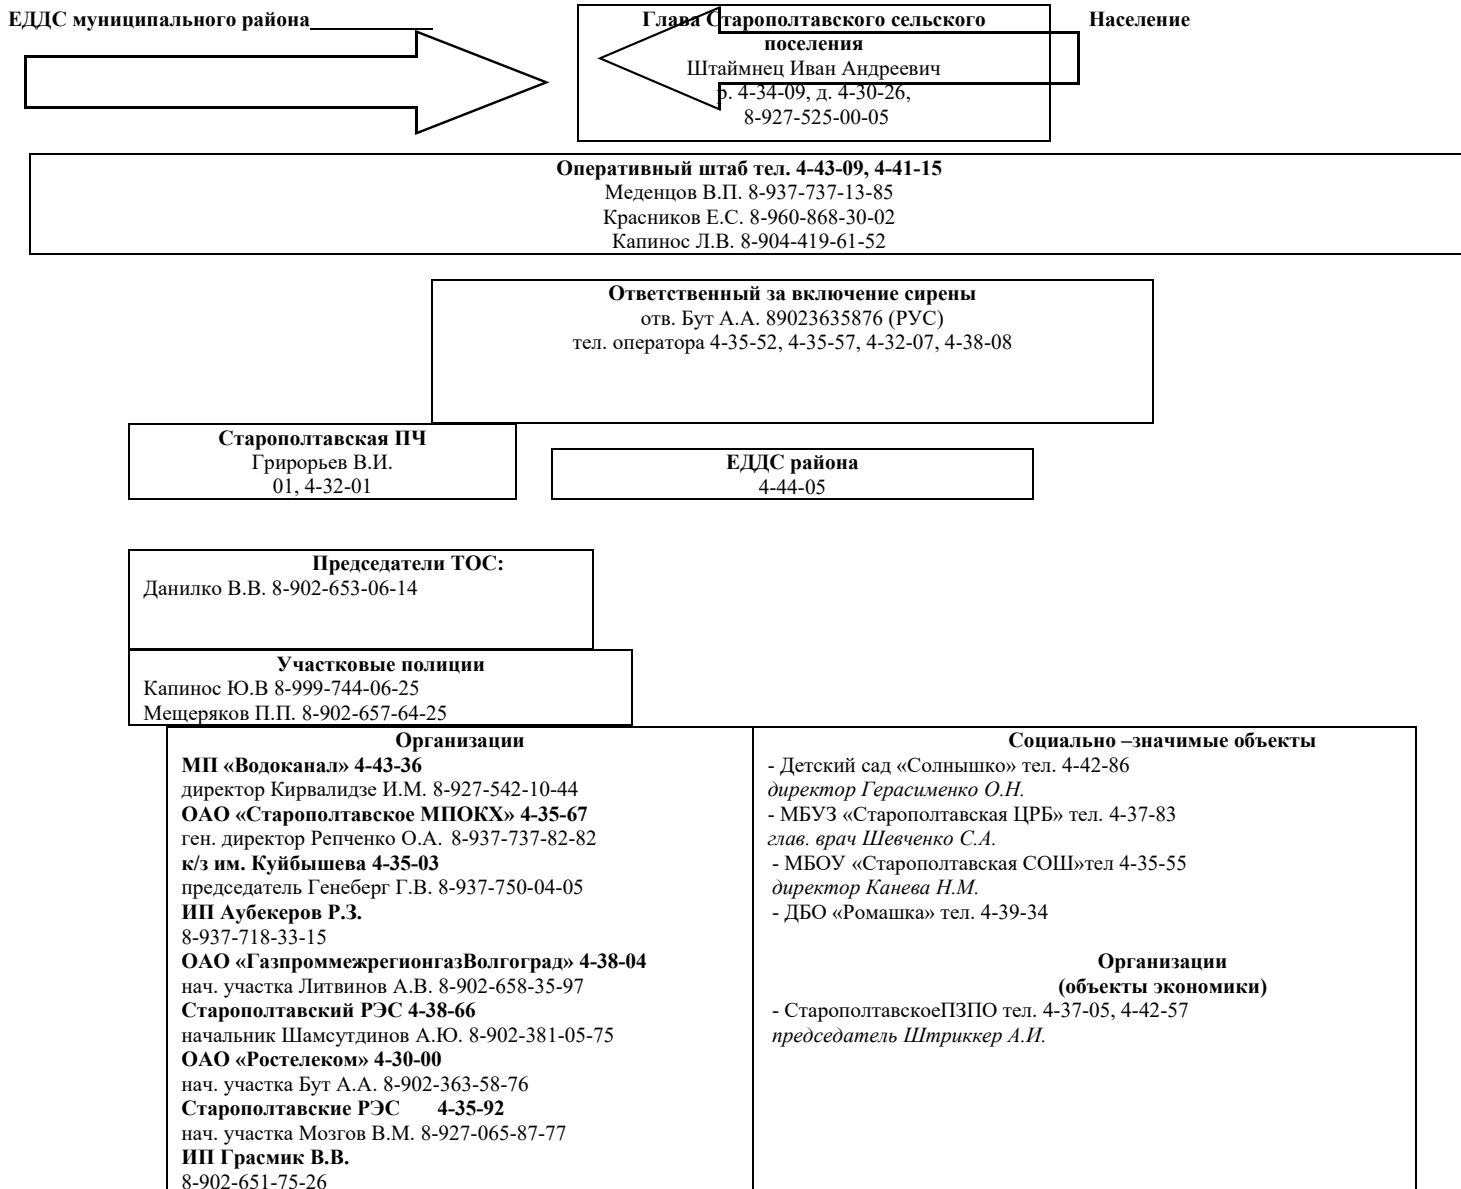 ЕДДС муниципального района____________
Глава Старополтавского сельского
поселения
Штаймнец Иван Андреевич
р. 4-34-09, д. 4-30-26,
8-927-525-00-05
Население
Оперативный штаб тел. 4-43-09, 4-41-15
Меденцов В.П. 8-937-737-13-85
Красников Е.С. 8-960-868-30-02
Капинос Л.В. 8-904-419-61-52
Ответственный за включение сирены
отв. Бут А.А. 89023635876 (РУС)
тел. оператора 4-35-52, 4-35-57, 4-32-07, 4-38-08
Старополтавская ПЧ
Грирорьев В.И.
01, 4-32-01
ЕДДС района
4-44-05
Председатели ТОС:
Данилко В.В. 8-902-653-06-14
Участковые полиции
Капинос Ю.В 8-999-744-06-25
Мещеряков П.П. 8-902-657-64-25
Организации
МП «Водоканал» 4-43-36
директор Кирвалидзе И.М. 8-927-542-10-44
ОАО «Старополтавское МПОКХ» 4-35-67
ген. директор Репченко О.А. 8-937-737-82-82
к/з им. Куйбышева 4-35-03
председатель Генеберг Г.В. 8-937-750-04-05
ИП Аубекеров Р.З.
8-937-718-33-15
ОАО «ГазпроммежрегионгазВолгоград» 4-38-04
нач. участка Литвинов А.В. 8-902-658-35-97
Старополтавский РЭС 4-38-66
начальник Шамсутдинов А.Ю. 8-902-381-05-75
ОАО «Ростелеком» 4-30-00
нач. участка Бут А.А. 8-902-363-58-76
Старополтавские РЭС 4-35-92
нач. участка Мозгов В.М. 8-927-065-87-77
ИП Грасмик В.В.
8-902-651-75-26
Социально –значимые объекты
- Детский сад «Солнышко» тел. 4-42-86
директор Герасименко О.Н.
- МБУЗ «Старополтавская ЦРБ» тел. 4-37-83
глав. врач Шевченко С.А.
- МБОУ «Старополтавская СОШ»тел 4-35-55
директор Канева Н.М.
- ДБО «Ромашка» тел. 4-39-34
Организации
(объекты экономики)
- СтарополтавскоеПЗПО тел. 4-37-05, 4-42-57
председатель Штриккер А.И.